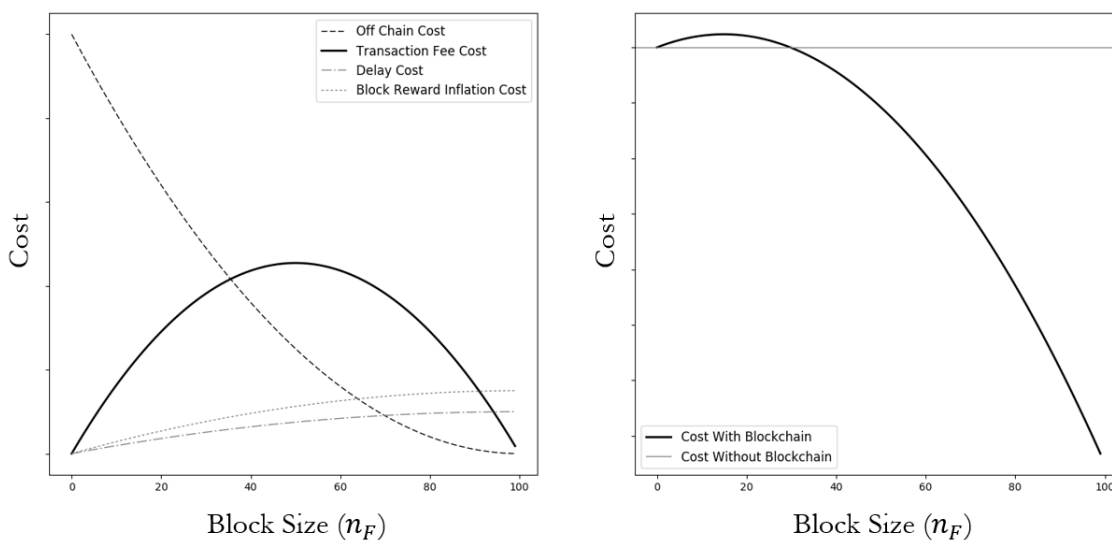 Off Chain Cost
Transaction Fee Cost
Delay Cost
Block Reward Inflation Cost
Cost
0 20 40 60 80 100
Block Size (n_F)
Cost With Blockchain
Cost Without Blockchain
Cost
0 20 40 60 80 100
Block Size (n_F)